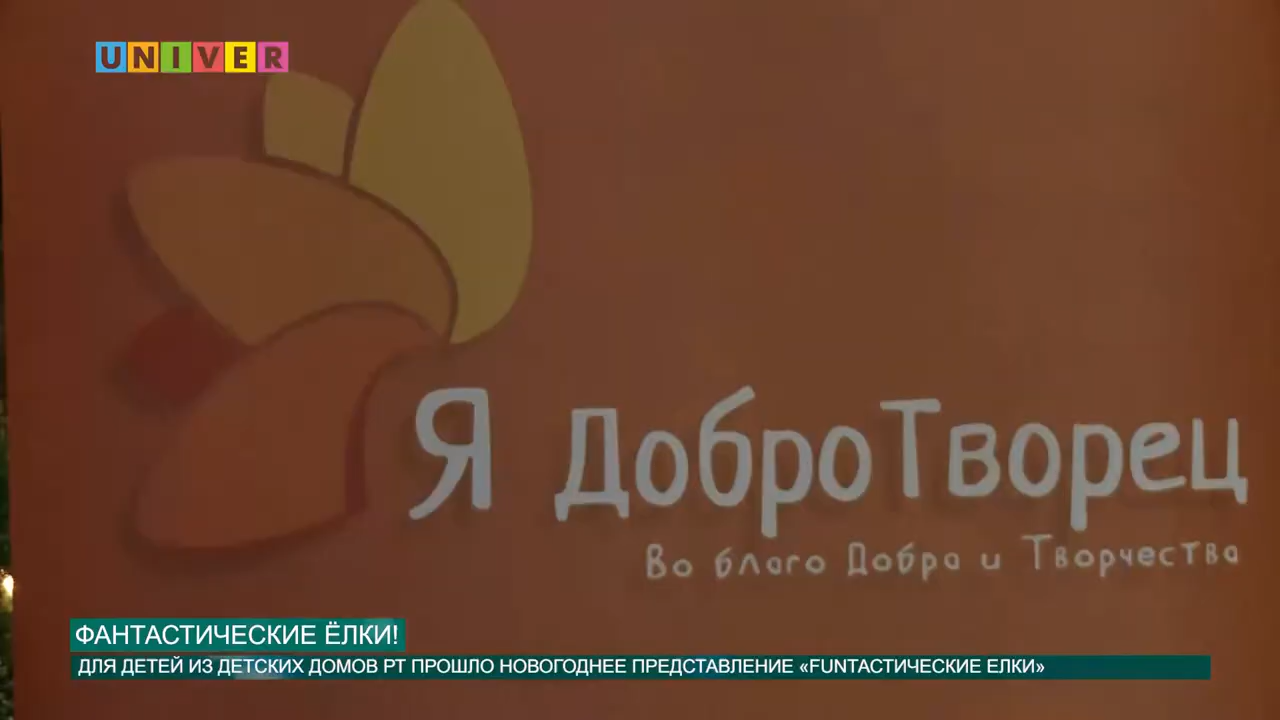 UNIVER
Я ДоброТворец
Во благо Добра и Творчества
ФАНТАСТИЧЕСКИЕ ЁЛКИ!
ДЛЯ ДЕТЕЙ ИЗ ДЕТСКИХ ДОМОВ РТ ПРОШЛО НОВОГОДНЕЕ ПРЕДСТАВЛЕНИЕ «FUNТАСТИЧЕСКИЕ ЕЛКИ»